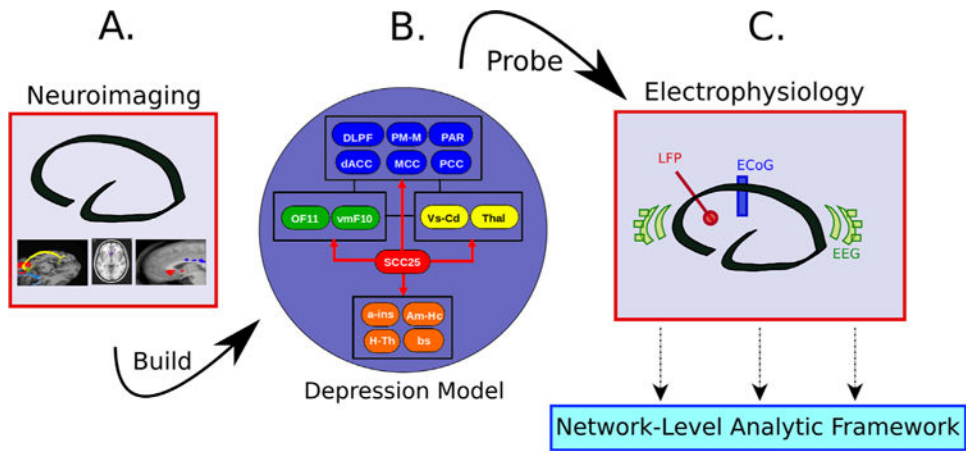 A.
B.
C.
Probe
Neuroimaging
Electrophysiology
DLPF PM-M PAR
dACC MCC PCC
OF11 vmF10
Vs-Cd Thal
SCC25
a-ins Am-Hc
H-Th bs
LFP
ECoG
EEG
Build
Depression Model
Network-Level Analytic Framework